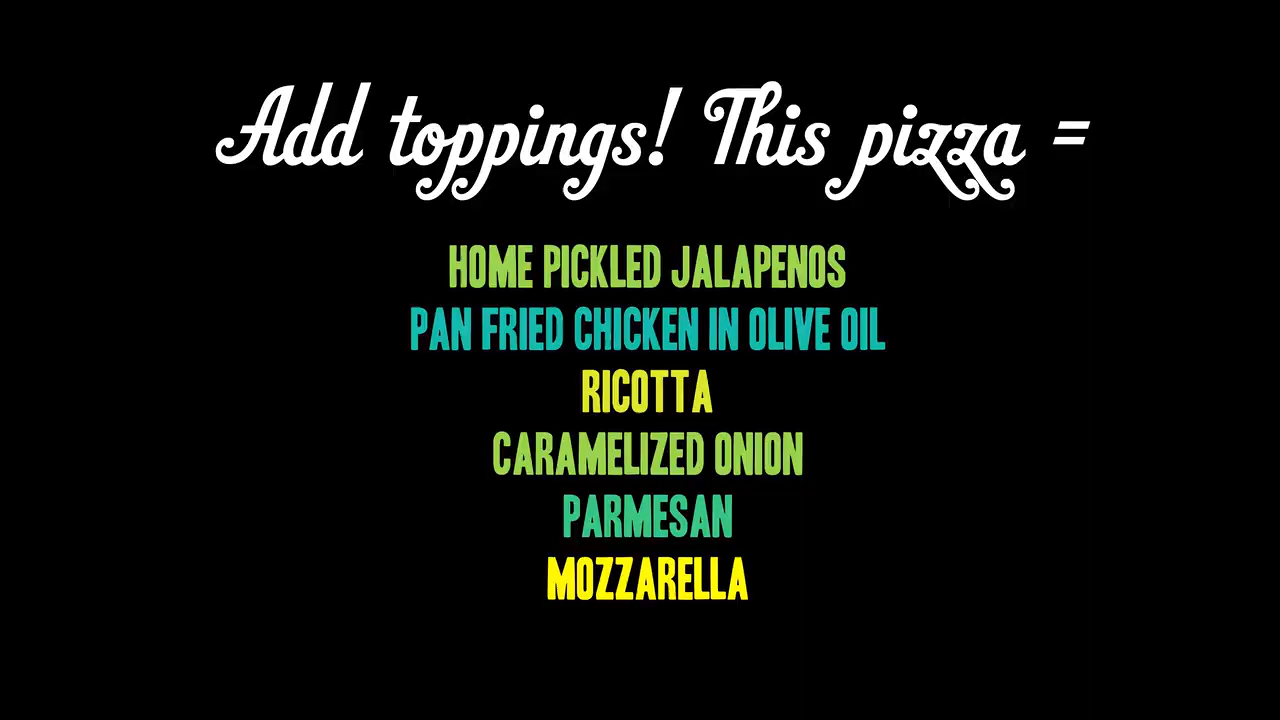 Add toppings! This pizza =
HOME PICKLED JALAPENOS
PAN FRIED CHICKEN IN OLIVE OIL
RICOTTA
CARAMELIZED ONION
PARMESAN
MOZZARELLA